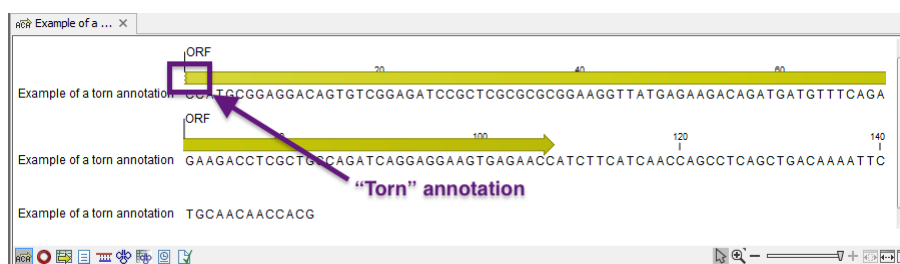 Example of a ... ×
ORF
20 40 60
Example of a torn annotation CCATGCGGAGGACAGTGTCGGAGATCCGCTCGCGCGCGGAAGGTTATGAGAAGACAGATGATGTTTCAGA
ORF
100 120 140
Example of a torn annotation GAAGACCTCGCTGCCAGATCAGGAGGAAGTGAGAACCATCTTCATCAACCAGCCTCAGCTGACAAAATTC
“Torn” annotation
Example of a torn annotation TGCAACAACCACG